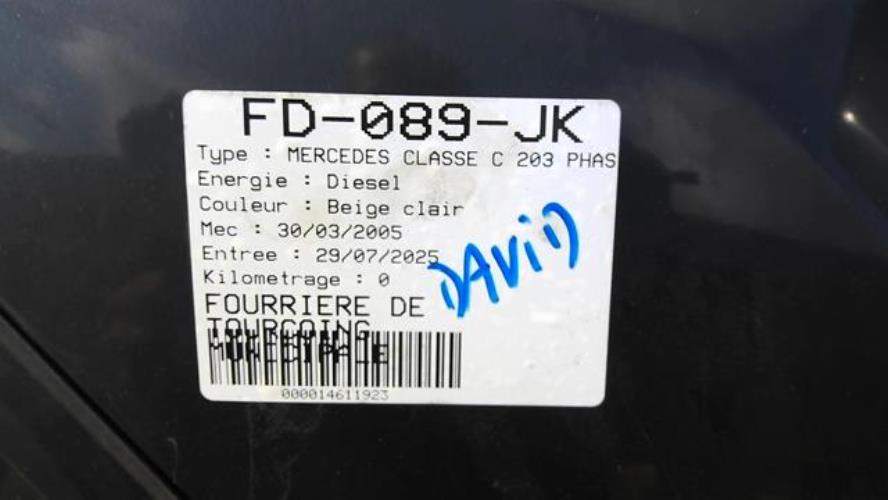 FD-089-JK
Type : MERCEDES CLASSE C 203 PHAS
Energie : Diesel
Couleur : Beige clair
Mec : 30/03/2005
Entree : 29/07/2025
Kilometrage : 0
DAVID
FOURRIERE DE
TOURCOING
MUNICIPALE
000014611923